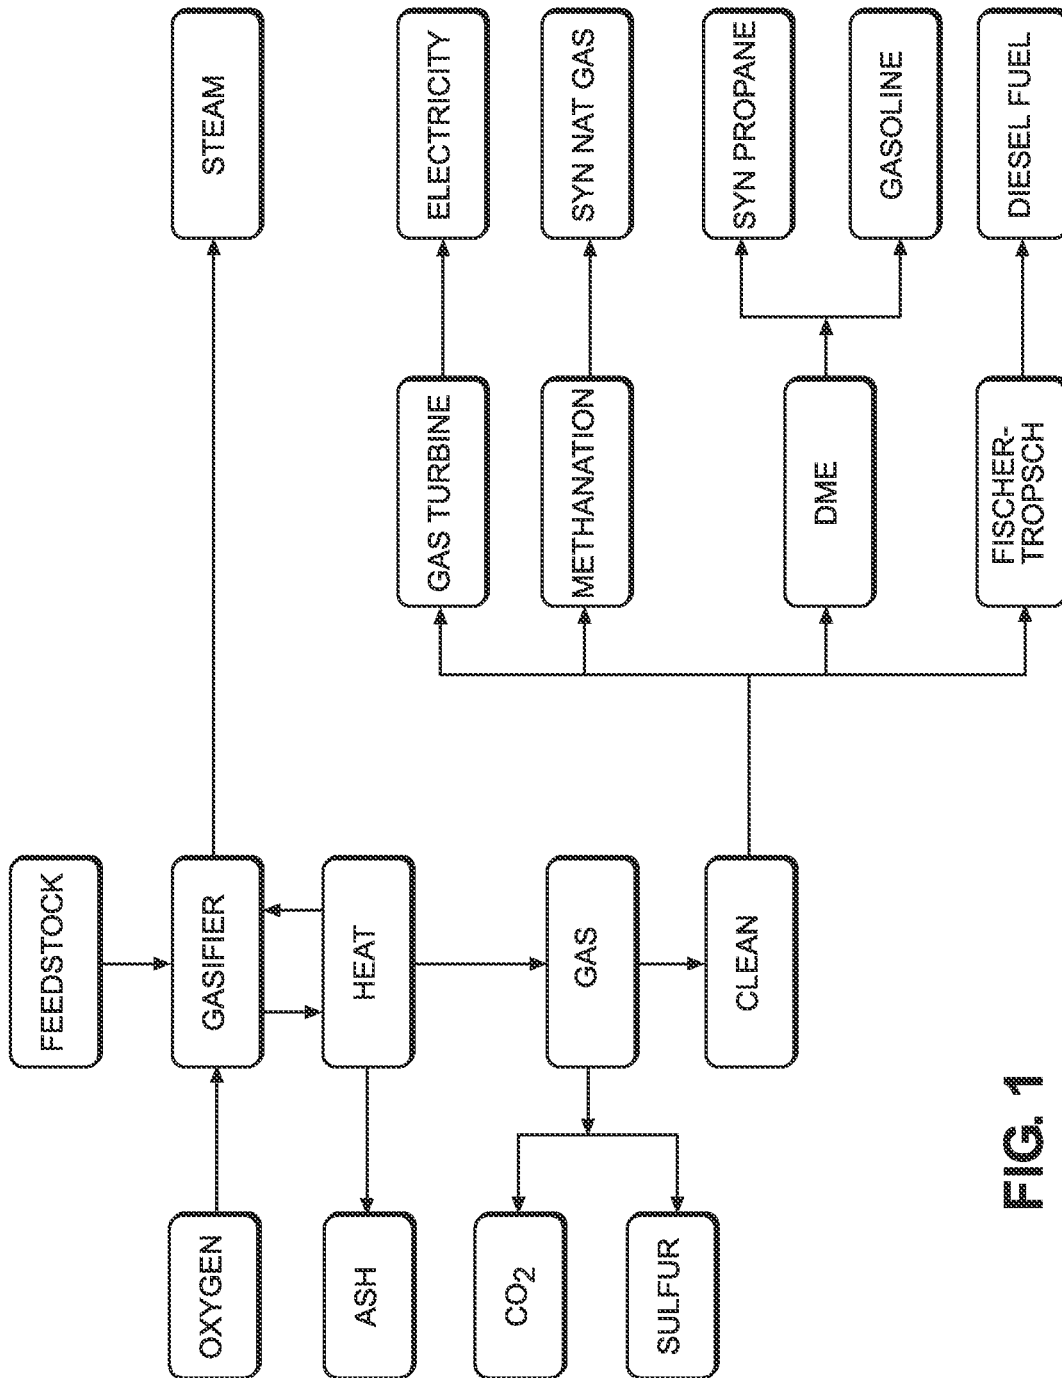 FEEDSTOCK
OXYGEN
GASIFIER
STEAM
ASH
HEAT
CO2
SULFUR
GAS
CLEAN
GAS TURBINE
ELECTRICITY
METHANATION
SYN NAT GAS
DME
SYN PROPANE
GASOLINE
FISCHER-
TROPSCH
DIESEL FUEL
FIG. 1